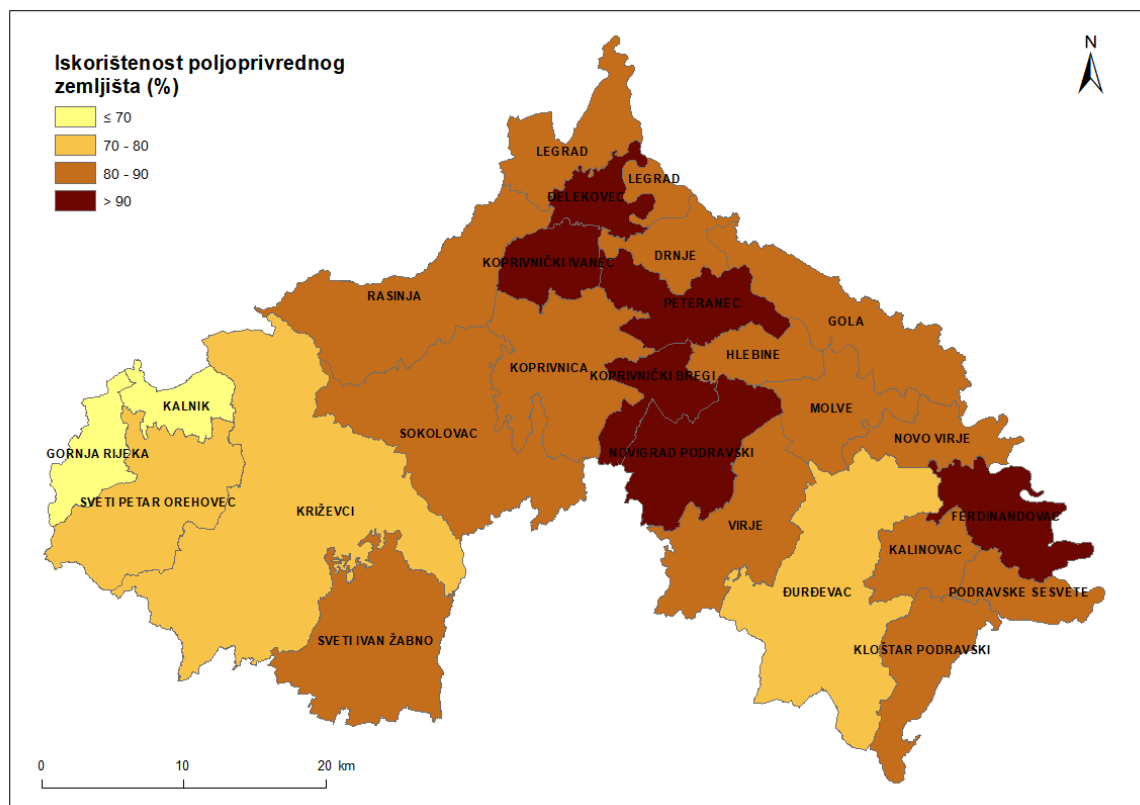 Iskorištenost poljoprivrednog
zemljišta (%)
≤ 70
70 - 80
80 - 90
> 90
N
LEGRAD
LEGRAD
ĐELEKOVEC
DRNJE
KOPRIVNIČKI IVANEC
RASINJA
PETERANEC
GOLA
HLEBINE
KOPRIVNICA
KOPRIVNIČKI BREGI
KALNIK
MOLVE
SOKOLOVAC
NOVO VIRJE
GORNJA RIJEKA
NOVIGRAD PODRAVSKI
SVETI PETAR OREHOVEC
KRIŽEVCI
FERDINANDOVAC
VIRJE
KALINOVAC
ĐURĐEVAC
PODRAVSKE SESVETE
SVETI IVAN ŽABNO
KLOŠTAR PODRAVSKI
0 10 20 km